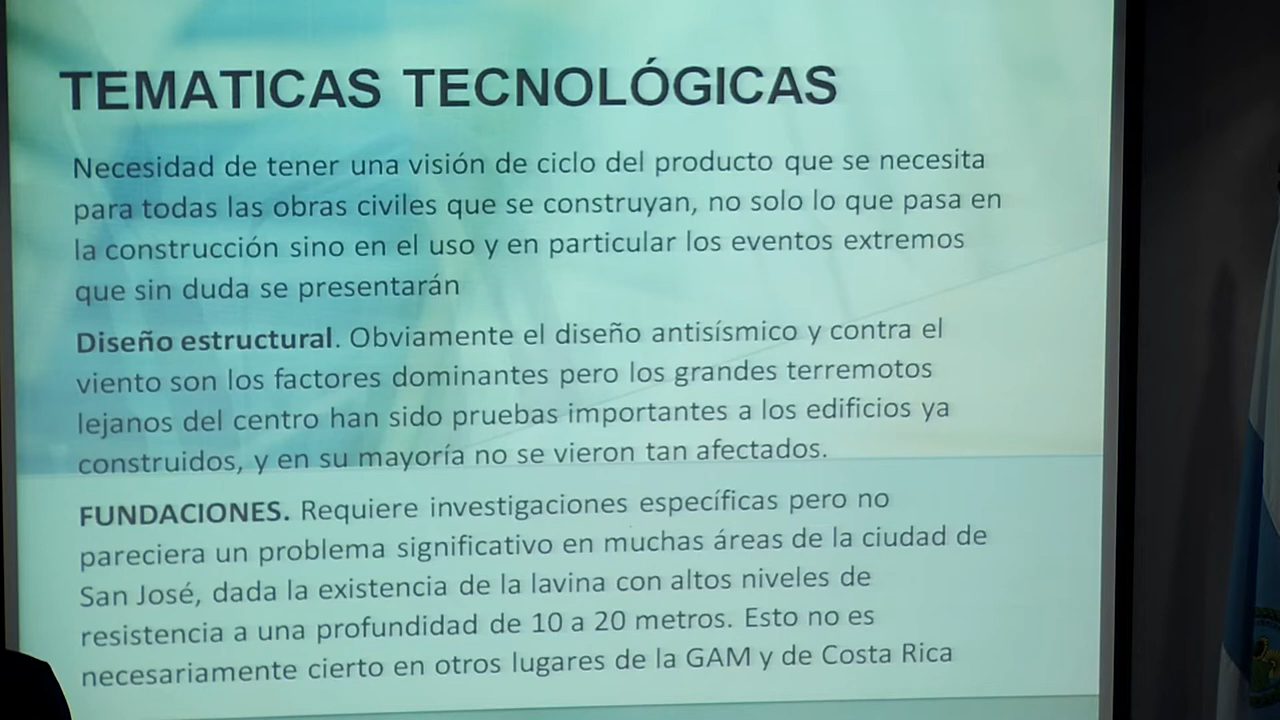 TEMATICAS TECNOLÓGICAS
Necesidad de tener una visión de ciclo del producto que se necesita
para todas las obras civiles que se construyan, no solo lo que pasa en
la construcción sino en el uso y en particular los eventos extremos
que sin duda se presentarán
Diseño estructural. Obviamente el diseño antisísmico y contra el
viento son los factores dominantes pero los grandes terremotos
lejanos del centro han sido pruebas importantes a los edificios ya
construidos, y en su mayoría no se vieron tan afectados.
FUNDACIONES. Requiere investigaciones específicas pero no
pareciera un problema significativo en muchas áreas de la ciudad de
San José, dada la existencia de la lavina con altos niveles de
resistencia a una profundidad de 10 a 20 metros. Esto no es
necesariamente cierto en otros lugares de la GAM y de Costa Rica